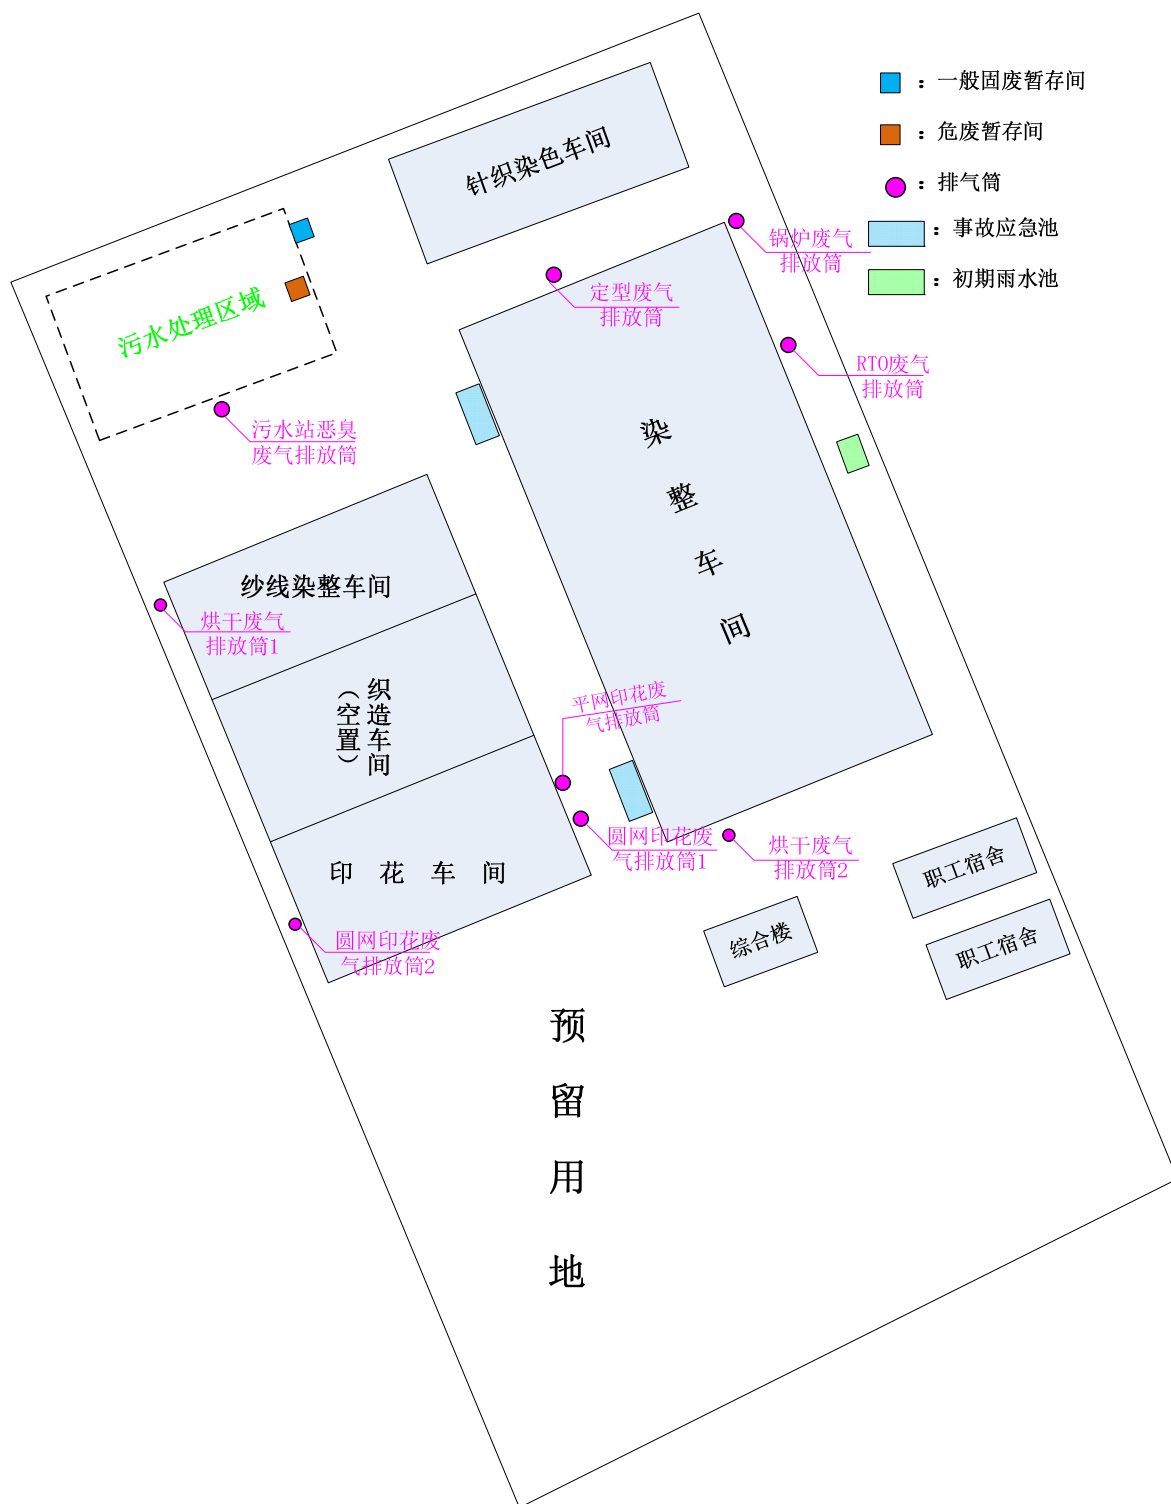 ：一般固废暂存间
：危废暂存间
：排气筒
：事故应急池
：初期雨水池
针织染色车间
锅炉废气
排放筒
定型废气
排放筒
污水处理区域
RTO废气
排放筒
污水站恶臭
废气排放筒
染整车间
纱线染整车间
烘干废气
排放筒1
织造车间
（空置）
平网印花废
气排放筒
圆网印花废
气排放筒1
烘干废气
排放筒2
印花车间
职工宿舍
综合楼
职工宿舍
圆网印花废
气排放筒2
预留用地